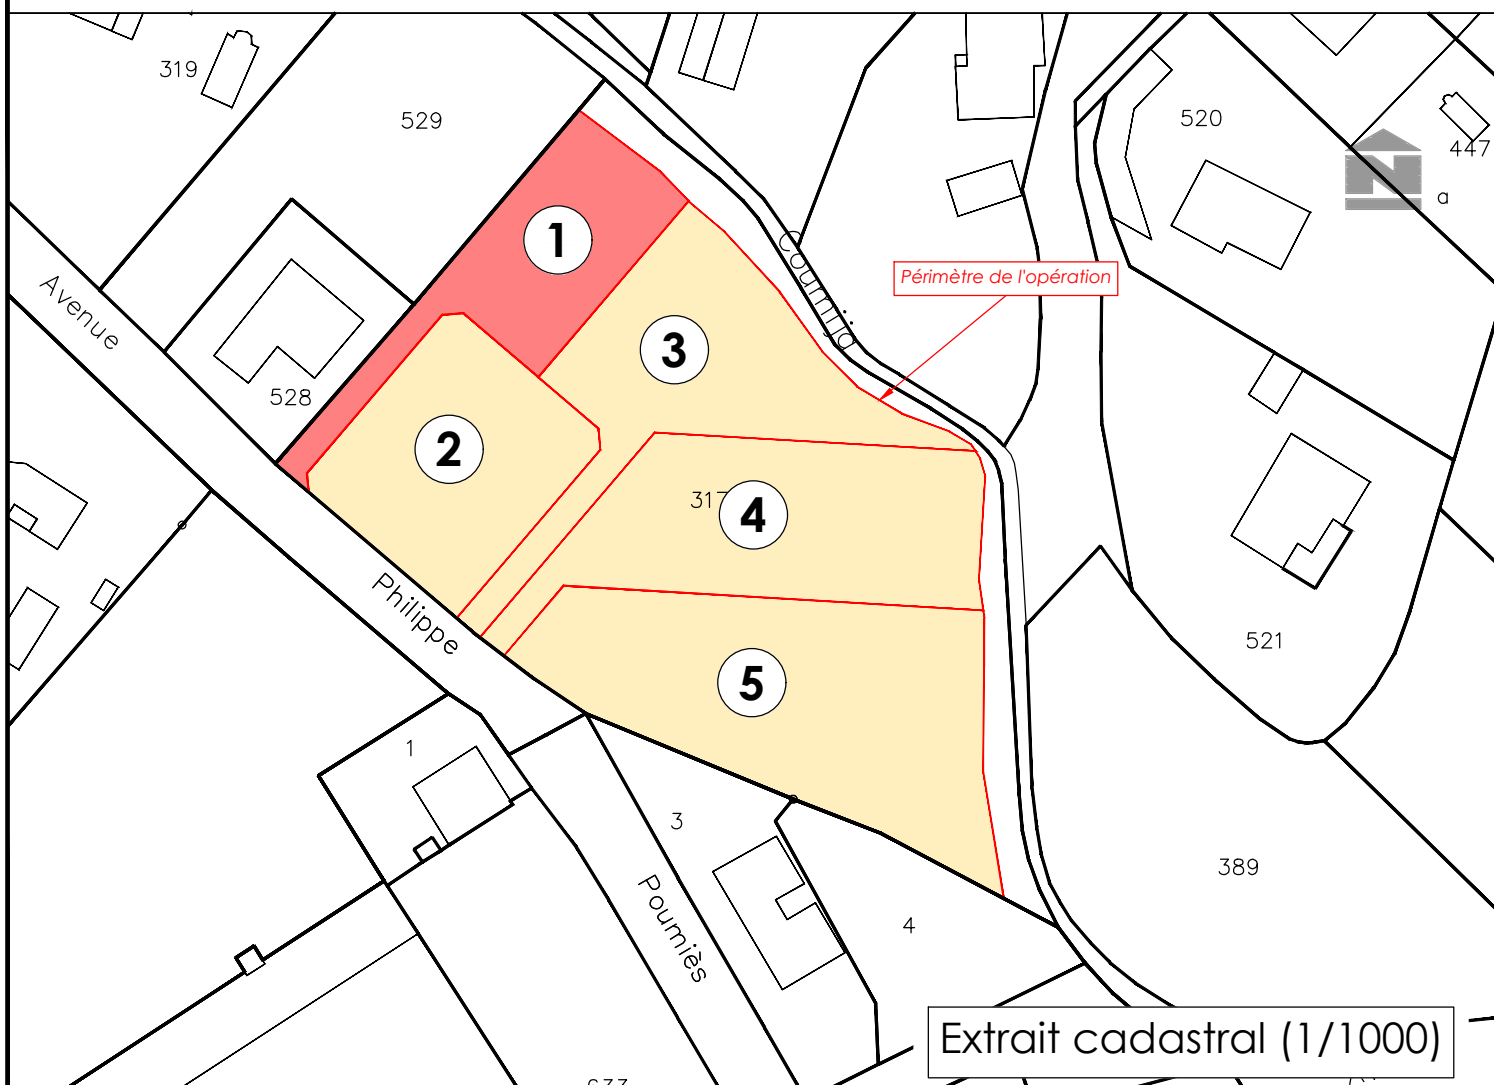 319
529
520
447
a
N
1
Coumijo
Périmètre de l'opération
Avenue
3
528
2
317
4
Philippe
521
5
1
3
389
Poumiès
4
Extrait cadastral (1/1000)